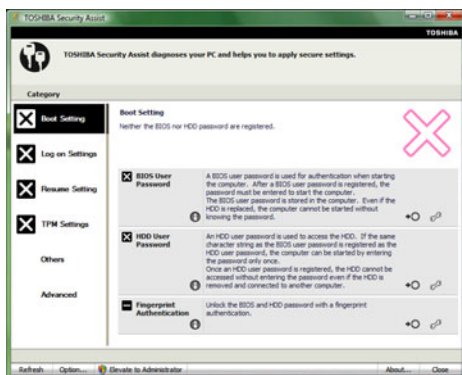 TOSHIBA Security Assist
TOSHIBA
TOSHIBA Security Assist diagnoses your PC and helps you to apply secure settings.
Category
Boot Setting
Log on Settings
Resume Setting
TPM Settings
Others
Advanced
Boot Setting
Neither the BIOS nor HDD password are registered.
BIOS User
Password
A BIOS user password is used for authentication when starting
the computer. After a BIOS user password is registered, the
password must be entered to start the computer.
The BIOS user password is stored in the computer. Even if the
HDD is replaced, the computer cannot be started without
knowing the password.
HDD User
Password
An HDD user password is used to access the HDD. If the same
character string as the BIOS user password is registered as the
HDD user password, the computer can be started by entering
the password only once.
Once an HDD user password is registered, the HDD cannot be
accessed without entering the password even if the HDD is
removed and connected to another computer.
Fingerprint
Authentication
Unlock the BIOS and HDD password with a fingerprint
authentication.
Refresh
Option...
Elevate to Administrator
About...
Close